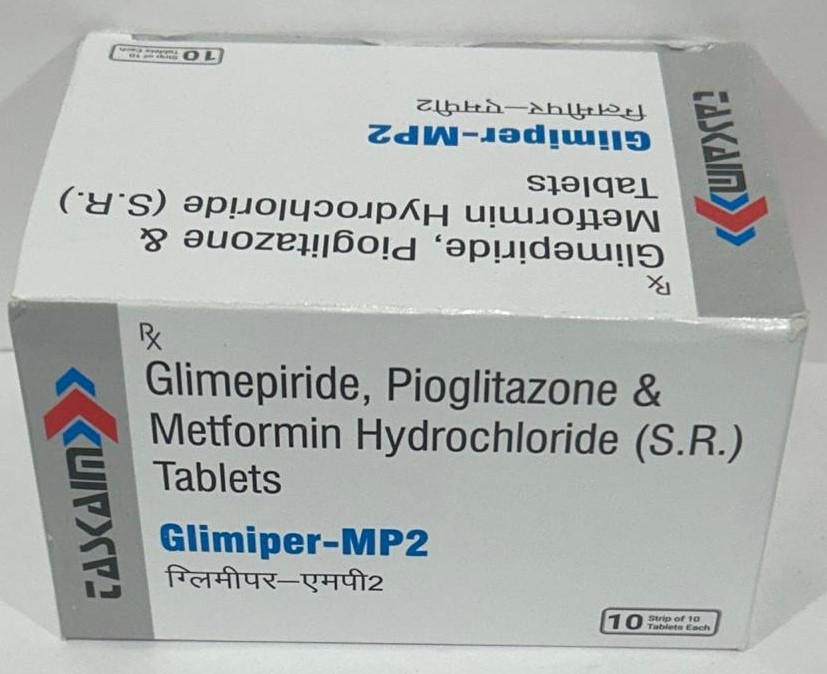 10 Strip of 10
Tablets Each
ग्लिमीपर–एमपी2
Glimiper-MP2
Tablets
Metformin Hydrochloride (S.R.)
Glimepiride, Pioglitazone &
Rx
TASKAIM
Rx
Glimepiride, Pioglitazone &
Metformin Hydrochloride (S.R.)
Tablets
Glimiper-MP2
ग्लिमीपर–एमपी2
TASKAIM
10 Strip of 10
Tablets Each